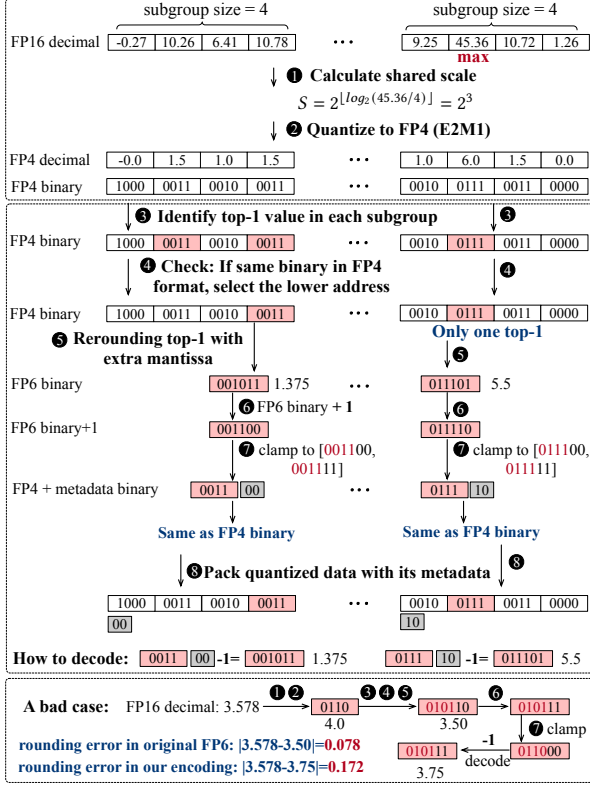 subgroup size = 4 subgroup size = 4
FP16 decimal -0.27 10.26 6.41 10.78 ... 9.25 45.36 10.72 1.26
max
❶ Calculate shared scale
S = 2^⌊log₂(45.36/4)⌋ = 2³
❷ Quantize to FP4 (E2M1)
FP4 decimal -0.0 1.5 1.0 1.5 ... 1.0 6.0 1.5 0.0
FP4 binary 1000 0011 0010 0011 ... 0010 0111 0011 0000
❸ Identify top-1 value in each subgroup ❸
FP4 binary 1000 0011 0010 0011 ... 0010 0111 0011 0000
❹ Check: If same binary in FP4 ❹
format, select the lower address
FP4 binary 1000 0011 0010 0011 ... 0010 0111 0011 0000
Only one top-1
❺ Rerounding top-1 with ❺
extra mantissa
FP6 binary 001011 1.375 ... 011101 5.5
❻ FP6 binary + 1 ❻
FP6 binary+1 001100 011110
❼ clamp to [001100, ❼ clamp to [011100,
001111] 011111]
FP4 + metadata binary 0011 00 ... 0111 10
Same as FP4 binary Same as FP4 binary
❽ Pack quantized data with its metadata ❽
1000 0011 0010 0011 ... 0010 0111 0011 0000
00 10
How to decode: 0011 00 -1= 001011 1.375 0111 10 -1= 011101 5.5
A bad case: FP16 decimal: 3.578 ❶ ❷ 0110 ❸ ❹ ❺ 010110 ❻ 010111
4.0 3.50
❼ clamp
rounding error in original FP6: |3.578-3.50|=0.078 010111 -1 decode 011000
rounding error in our encoding: |3.578-3.75|=0.172 3.75